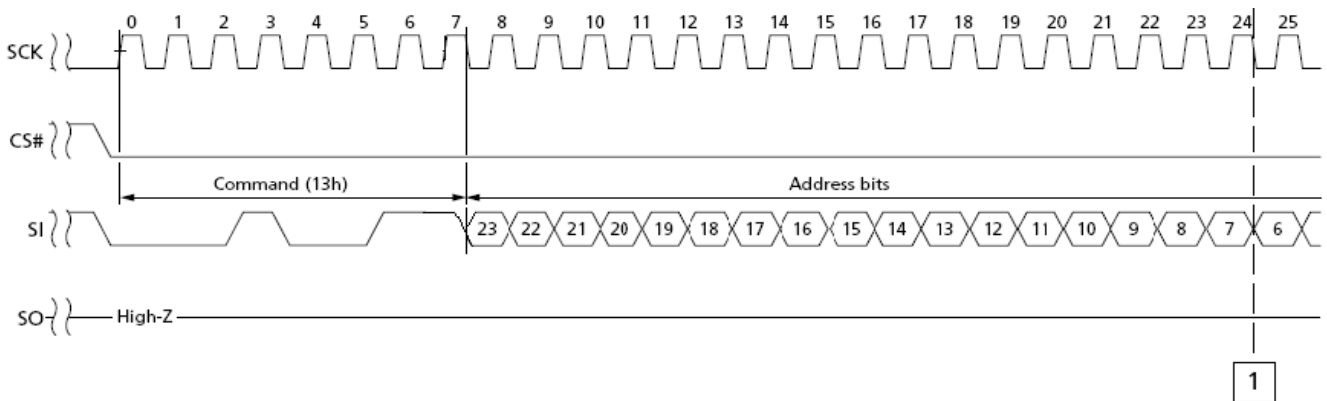 0 1 2 3 4 5 6 7 8 9 10 11 12 13 14 15 16 17 18 19 20 21 22 23 24 25
SCK
CS#
Command (13h) Address bits
SI 23 22 21 20 19 18 17 16 15 14 13 12 11 10 9 8 7 6
SO High-Z
1